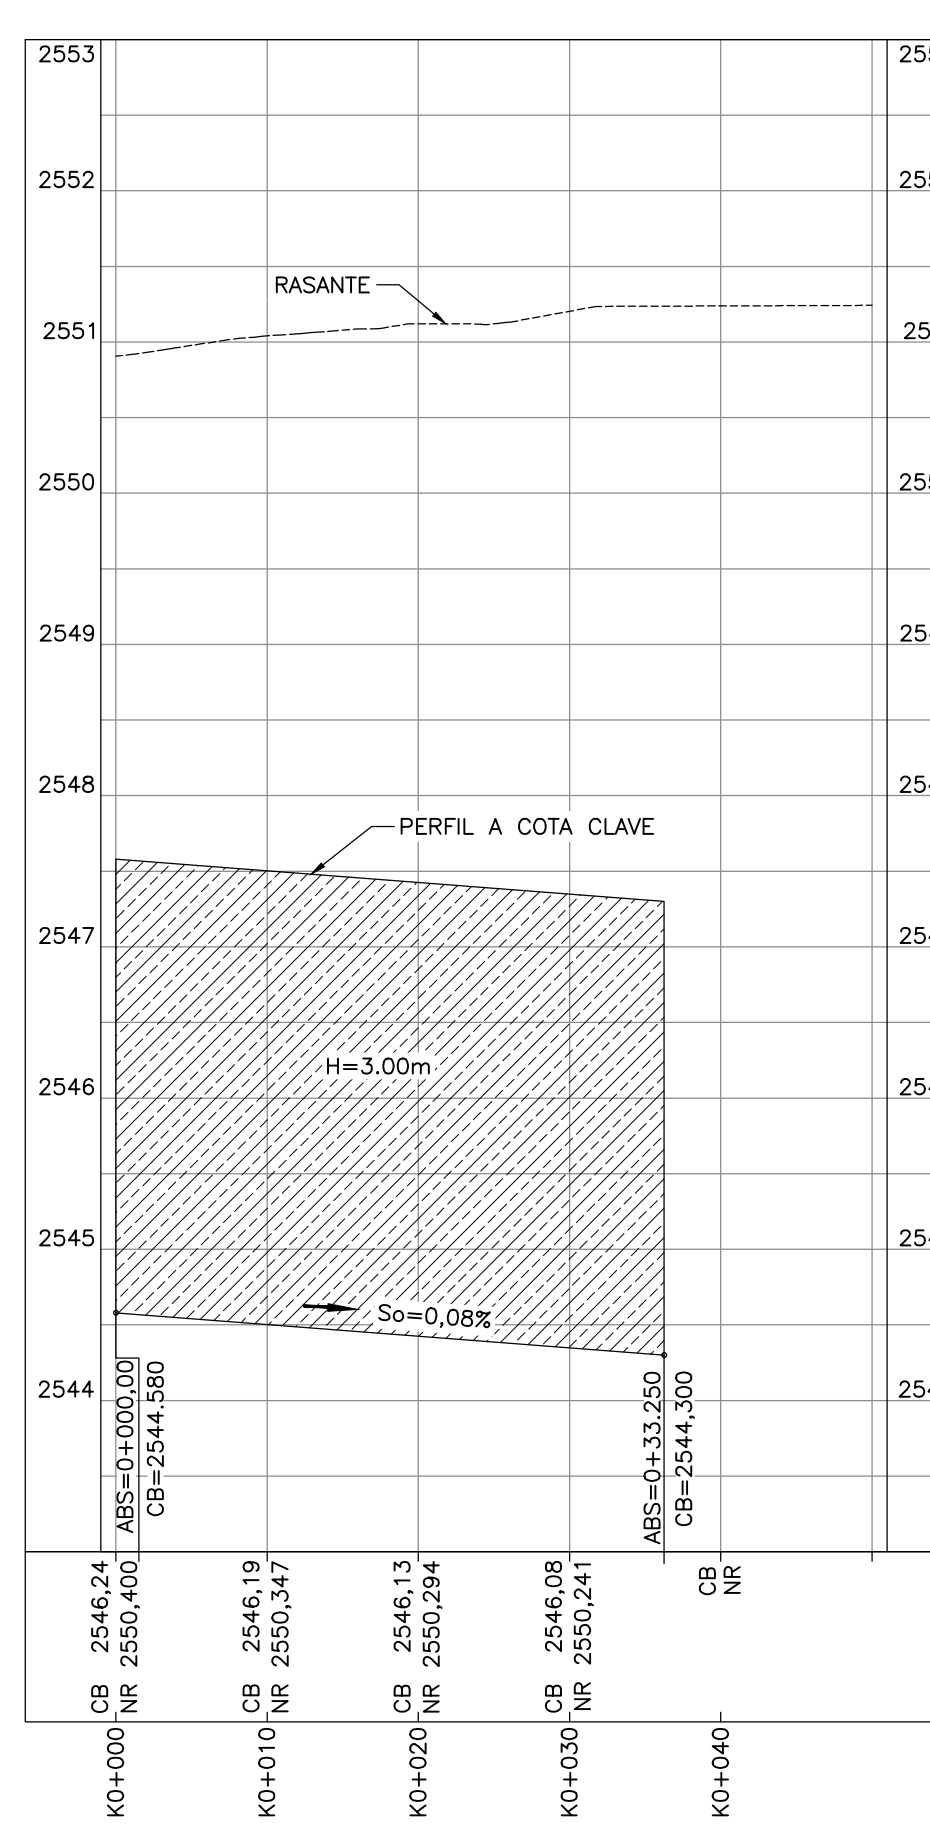 2553
2552
2551
2550
2549
2548
2547
2546
2545
2544
RASANTE
PERFIL A COTA CLAVE
H=3.00m
So=0,08%
ABS=0+000,00
CB=2544.580
ABS=0+33.250
CB=2544,300
CB 2546,24
NR 2550,400
CB 2546,19
NR 2550,347
CB 2546,13
NR 2550,294
CB 2546,08
NR 2550,241
CB
NR
K0+000
K0+010
K0+020
K0+030
K0+040